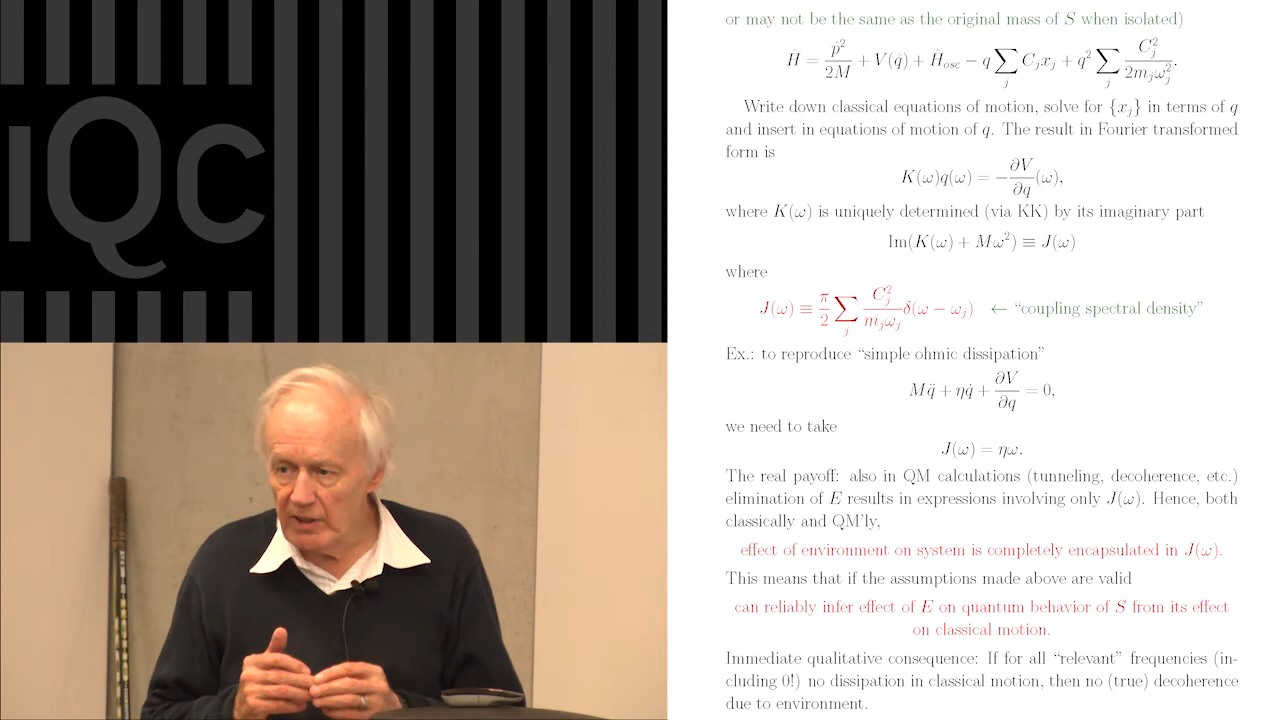 IQC
or may not be the same as the original mass of S when isolated)
Ĥ = p̂²/2M + V(q̂) + Ĥ_osc − q ∑_j C_j x_j + q² ∑_j C_j²/2m_jω_j².
Write down classical equations of motion, solve for {x_j} in terms of q
and insert in equations of motion of q. The result in Fourier transformed
form is
K(ω)q(ω) = −∂V/∂q(ω),
where K(ω) is uniquely determined (via KK) by its imaginary part
Im(K(ω) + Mω²) ≡ J(ω)
where
J(ω) ≡ π/2 ∑_j C_j²/m_jω_j δ(ω − ω_j) ← “coupling spectral density”
Ex.: to reproduce “simple ohmic dissipation”
Mq̈ + ηq̇ + ∂V/∂q = 0,
we need to take
J(ω) = ηω.
The real payoff: also in QM calculations (tunneling, decoherence, etc.)
elimination of E results in expressions involving only J(ω). Hence, both
classically and QM’ly,
effect of environment on system is completely encapsulated in J(ω).
This means that if the assumptions made above are valid
can reliably infer effect of E on quantum behavior of S from its effect
on classical motion.
Immediate qualitative consequence: If for all “relevant” frequencies (in-
cluding 0!) no dissipation in classical motion, then no (true) decoherence
due to environment.